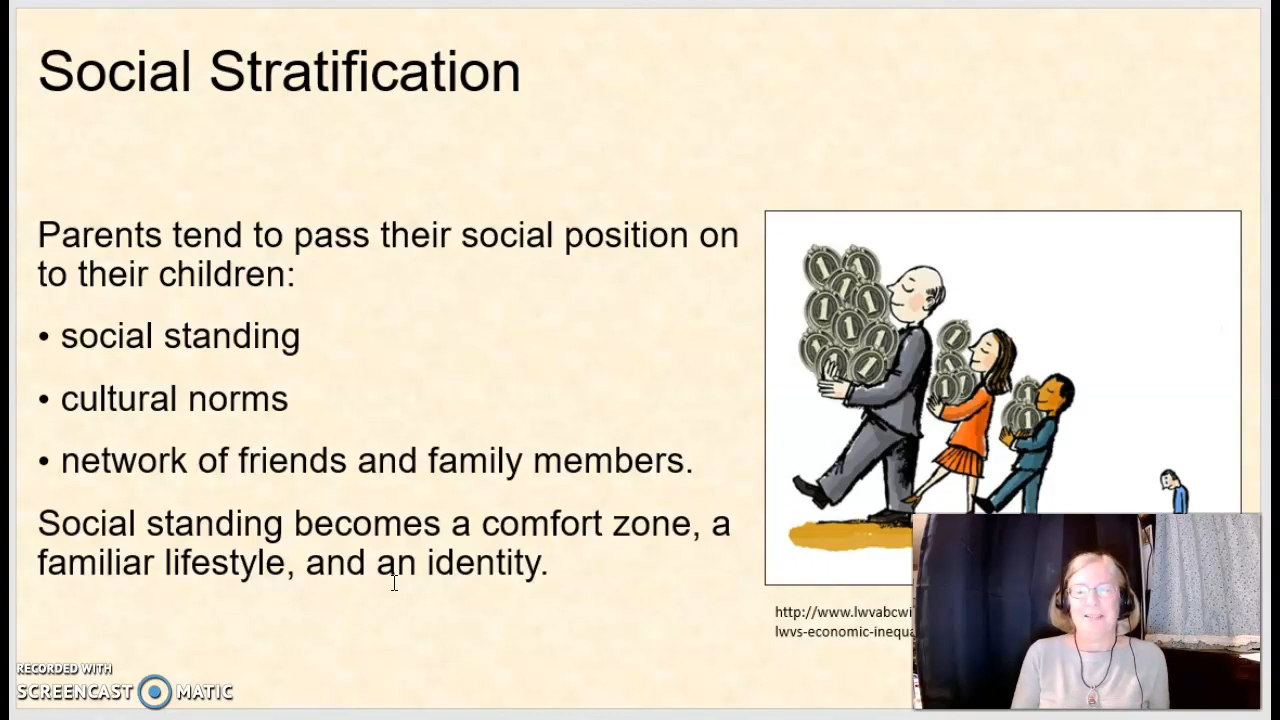 Social Stratification
Parents tend to pass their social position on
to their children:
• social standing
• cultural norms
• network of friends and family members.
Social standing becomes a comfort zone, a
familiar lifestyle, and an identity.
http://www.lwvabcwi
lwvs-economic-inequa
RECORDED WITH
SCREENCAST MATIC